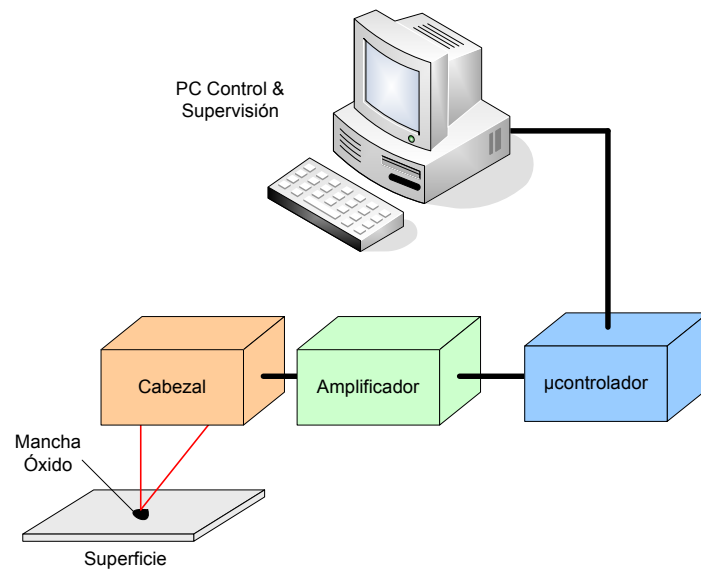 PC Control &
Supervisión
Cabezal
Amplificador
µcontrolador
Mancha
Óxido
Superficie